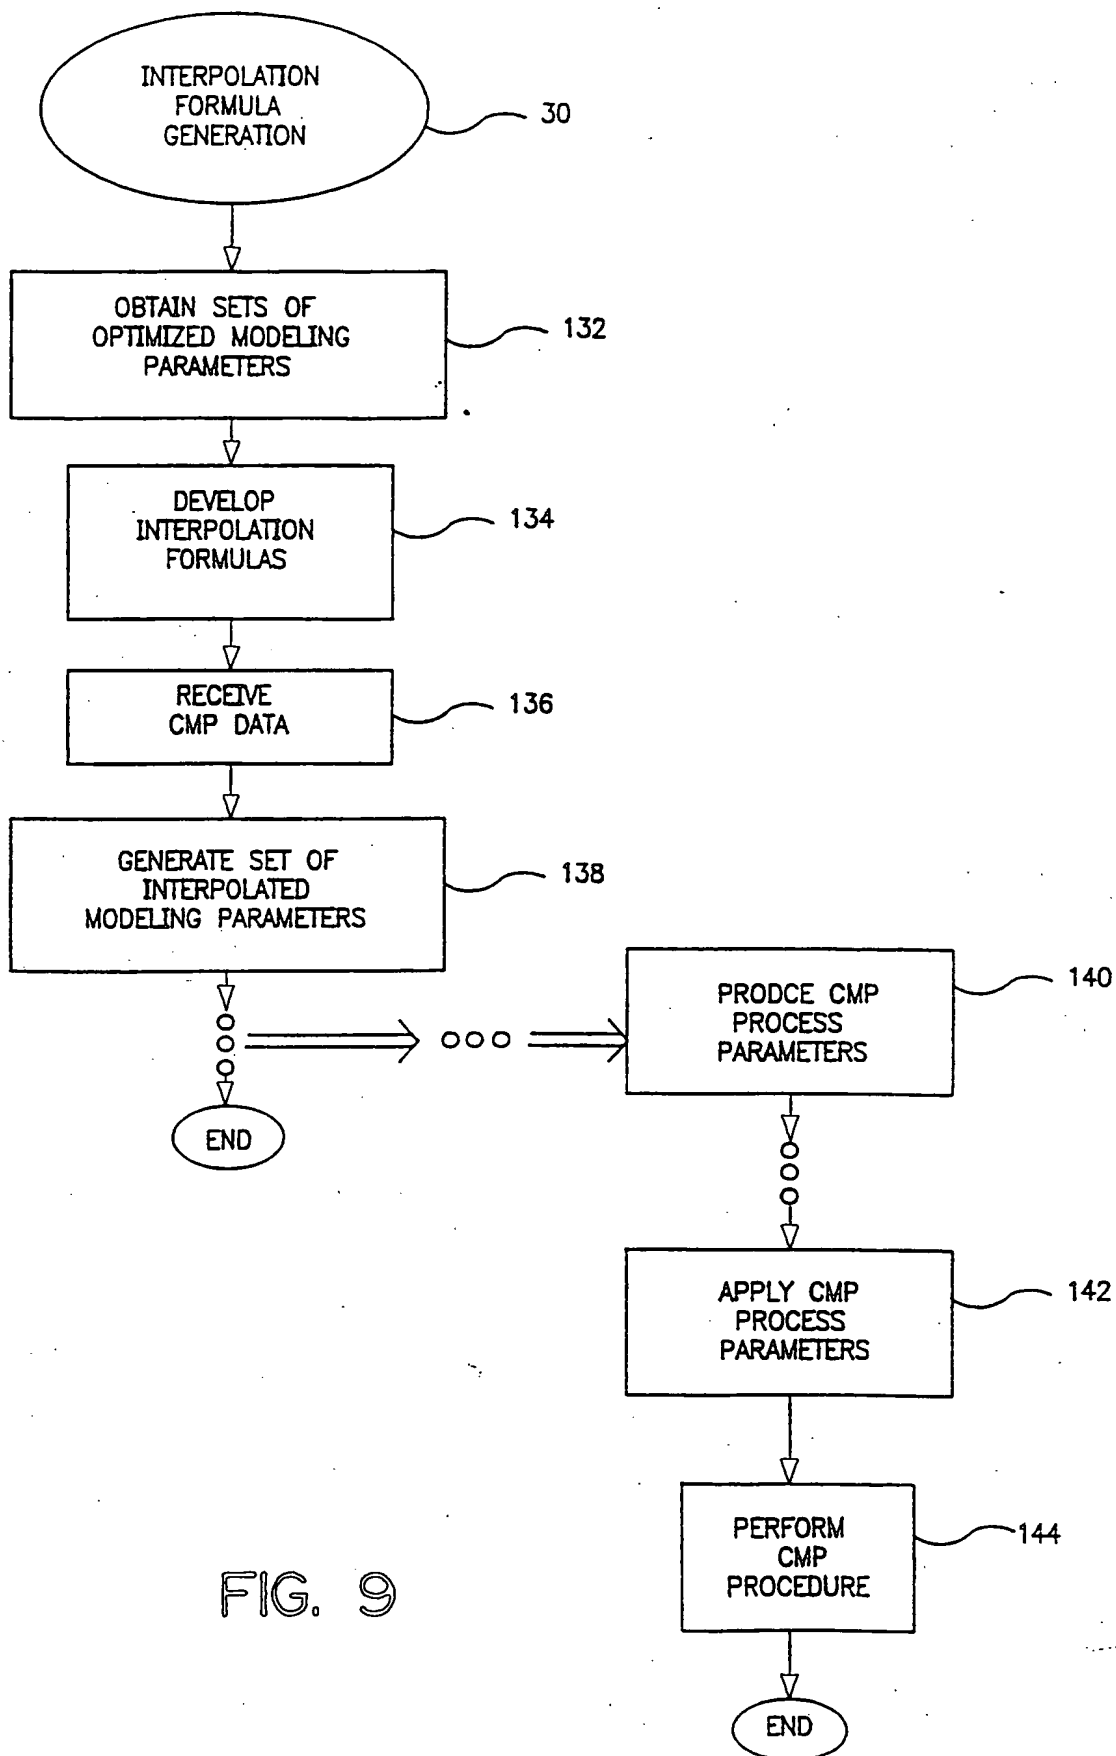 INTERPOLATION
FORMULA
GENERATION
30
OBTAIN SETS OF
OPTIMIZED MODELING
PARAMETERS
132
DEVELOP
INTERPOLATION
FORMULAS
134
RECEIVE
CMP DATA
136
GENERATE SET OF
INTERPOLATED
MODELING PARAMETERS
138
END
PRODCE CMP
PROCESS
PARAMETERS
140
APPLY CMP
PROCESS
PARAMETERS
142
PERFORM
CMP
PROCEDURE
144
END
FIG. 9